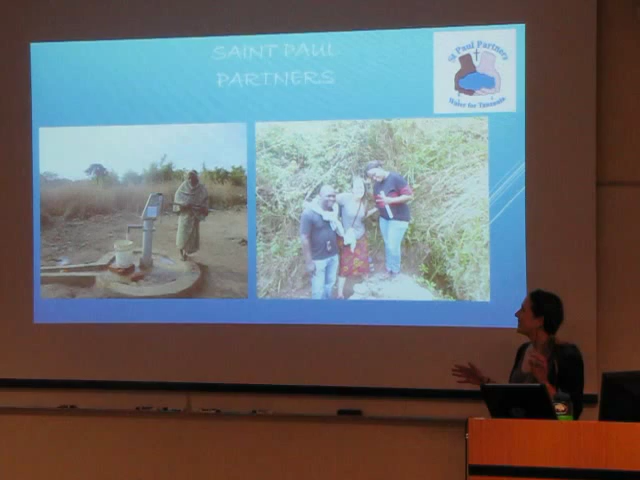 SAINT PAUL
PARTNERS
St Paul Partners
Water for Tanzania